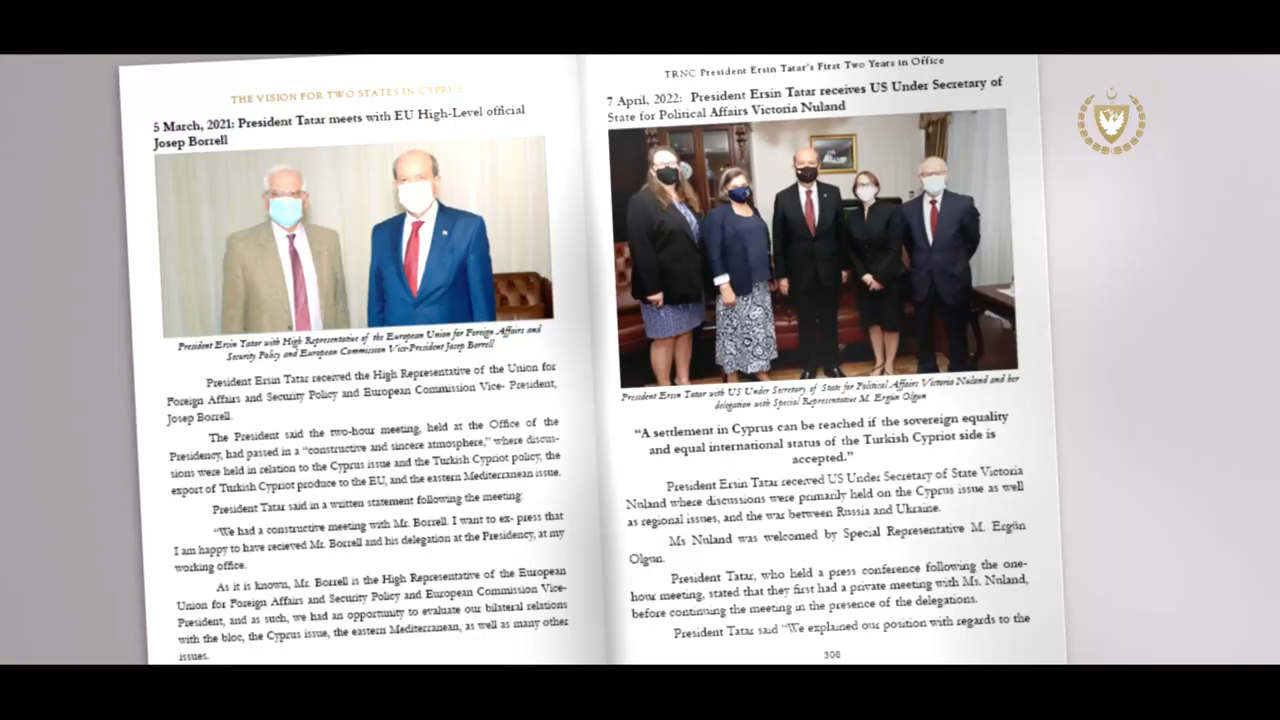 THE VISION FOR TWO STATES IN CYPRUS
5 March, 2021: President Tatar meets with EU High-Level official
Josep Borrell
President Ersin Tatar with High Representative of the European Union for Foreign Affairs and
Security Policy and European Commission Vice-President Josep Borrell
President Ersin Tatar received the High Representative of the Union for
Foreign Affairs and Security Policy and European Commission Vice- President,
Josep Borrell.
The President said the two-hour meeting, held at the Office of the
Presidency, had passed in a “constructive and sincere atmosphere,” where discus-
sions were held in relation to the Cyprus issue and the Turkish Cypriot policy, the
export of Turkish Cypriot produce to the EU, and the eastern Mediterranean issue.
President Tatar said in a written statement following the meeting:
“We had a constructive meeting with Mr. Borrell. I want to ex- press that
I am happy to have recieved Mr. Borrell and his delegation at the Presidency, at my
working office.
As it is known, Mr. Borrell is the High Representative of the European
Union for Foreign Affairs and Security Policy and European Commission Vice-
President, and as such, we had an opportunity to evaluate our bilateral relations
with the bloc, the Cyprus issue, the eastern Mediterranean, as well as many other
issues.
TRNC President Ersin Tatar's First Two Years in Office
7 April, 2022: President Ersin Tatar receives US Under Secretary of
State for Political Affairs Victoria Nuland
President Ersin Tatar with US Under Secretary of State for Political Affairs Victoria Nuland and her
delegation with Special Representative M. Ergün Olgun
“A settlement in Cyprus can be reached if the sovereign equality
and equal international status of the Turkish Cypriot side is
accepted.”
President Ersin Tatar received US Under Secretary of State Victoria
Nuland where discussions were primarily held on the Cyprus issue as well
as regional issues, and the war between Russia and Ukraine.
Ms Nuland was welcomed by Special Representative M. Ergün
Olgun.
President Tatar, who held a press conference following the one-
hour meeting, stated that they first had a private meeting with Ms. Nuland,
before continuing the meeting in the presence of the delegations.
President Tatar said “We explained our position with regards to the
308